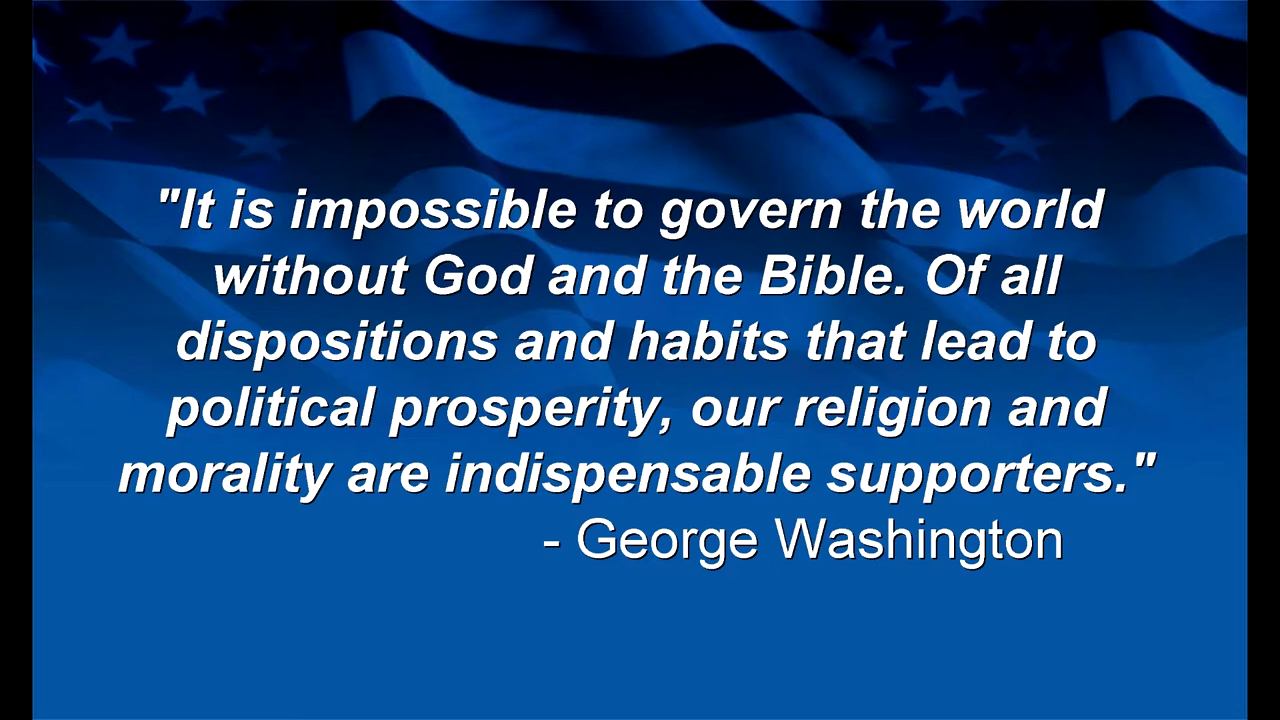 "It is impossible to govern the world
without God and the Bible. Of all
dispositions and habits that lead to
political prosperity, our religion and
morality are indispensable supporters."
- George Washington